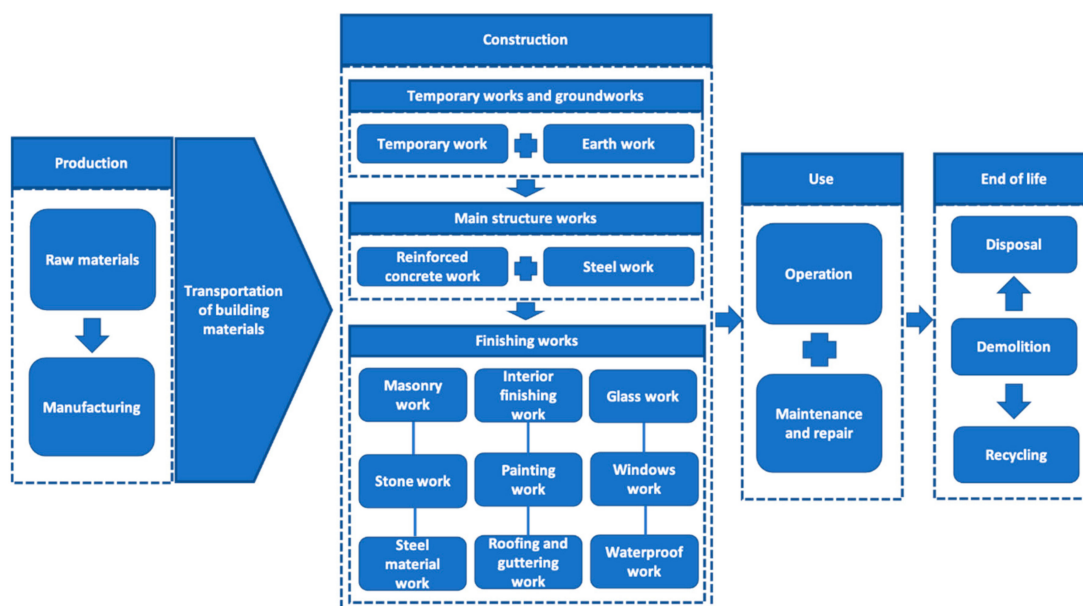 Production
Raw materials
Manufacturing
Transportation
of building
materials
Construction
Temporary works and groundworks
Temporary work
Earth work
Main structure works
Reinforced
concrete work
Steel work
Finishing works
Masonry
work
Interior
finishing
work
Glass work
Stone work
Painting
work
Windows
work
Steel
material
work
Roofing and
guttering
work
Waterproof
work
Use
Operation
Maintenance
and repair
End of life
Disposal
Demolition
Recycling